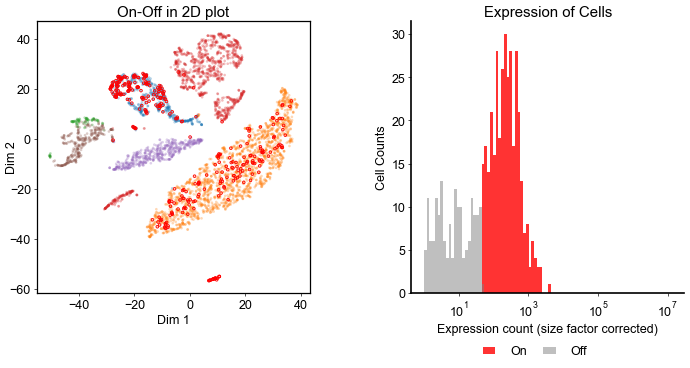 On-Off in 2D plot
40
20
0
−20
−40
−60
Dim 2
−40 −20 0 20 40
Dim 1
Expression of Cells
30
25
20
15
10
5
0
Cell Counts
10^1 10^3 10^5 10^7
Expression count (size factor corrected)
On Off